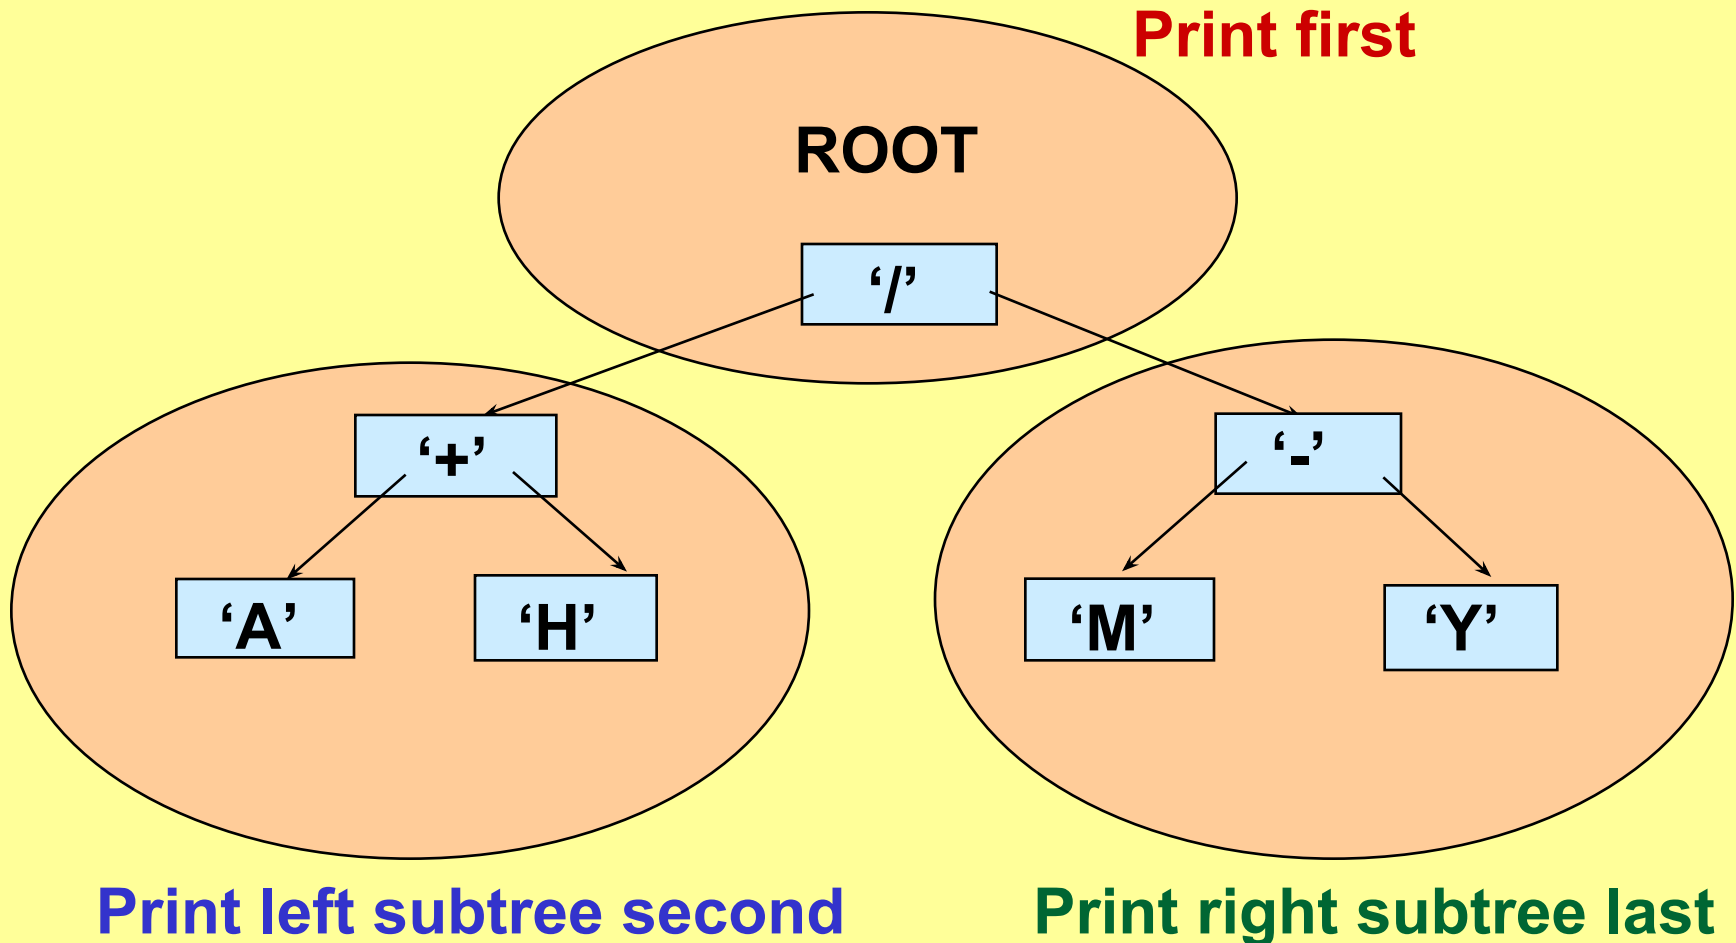 Print first
ROOT
‘/’
‘+’
‘-’
‘A’
‘H’
‘M’
‘Y’
Print left subtree second
Print right subtree last